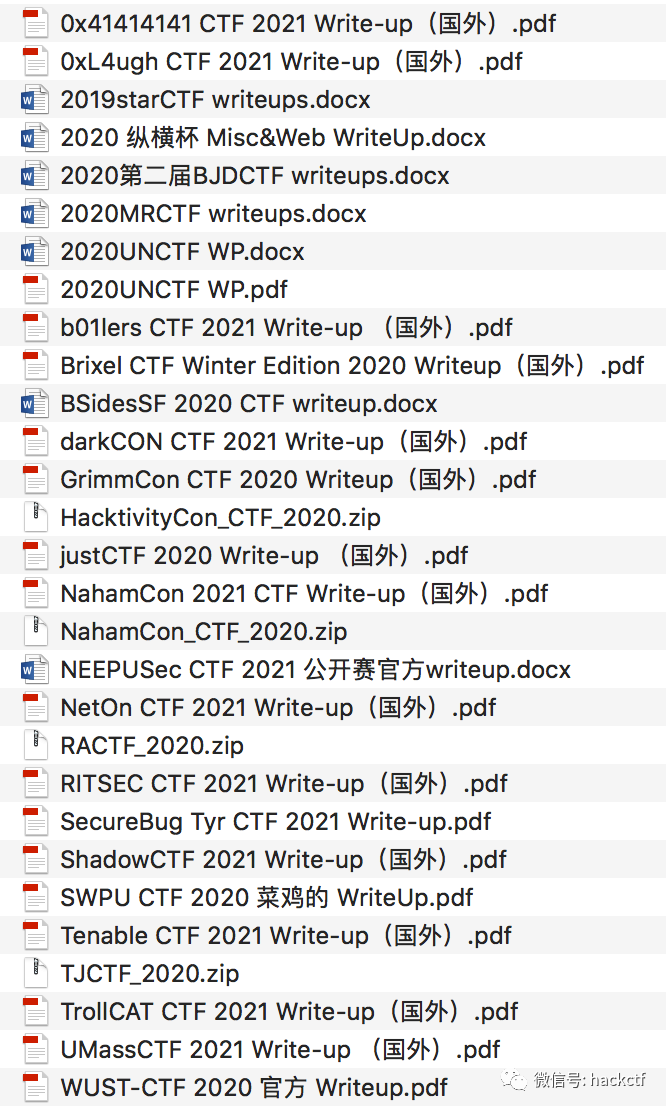 0x41414141 CTF 2021 Write-up（国外）.pdf
0xL4ugh CTF 2021 Write-up（国外）.pdf
2019starCTF writeups.docx
2020 纵横杯 Misc&Web WriteUp.docx
2020第二届BJDCTF writeups.docx
2020MRCTF writeups.docx
2020UNCTF WP.docx
2020UNCTF WP.pdf
b01lers CTF 2021 Write-up （国外）.pdf
Brixel CTF Winter Edition 2020 Writeup（国外）.pdf
BSidesSF 2020 CTF writeup.docx
darkCON CTF 2021 Write-up（国外）.pdf
GrimmCon CTF 2020 Writeup（国外）.pdf
HacktivityCon_CTF_2020.zip
justCTF 2020 Write-up （国外）.pdf
NahamCon 2021 CTF Write-up（国外）.pdf
NahamCon_CTF_2020.zip
NEEPUSec CTF 2021 公开赛官方writeup.docx
NetOn CTF 2021 Write-up（国外）.pdf
RACTF_2020.zip
RITSEC CTF 2021 Write-up（国外）.pdf
SecureBug Tyr CTF 2021 Write-up.pdf
ShadowCTF 2021 Write-up（国外）.pdf
SWPU CTF 2020 菜鸡的 WriteUp.pdf
Tenable CTF 2021 Write-up（国外）.pdf
TJCTF_2020.zip
TrollCAT CTF 2021 Write-up（国外）.pdf
UMassCTF 2021 Write-up （国外）.pdf
WUST-CTF 2020 官方 Writeup.pdf
微信号: hackctf